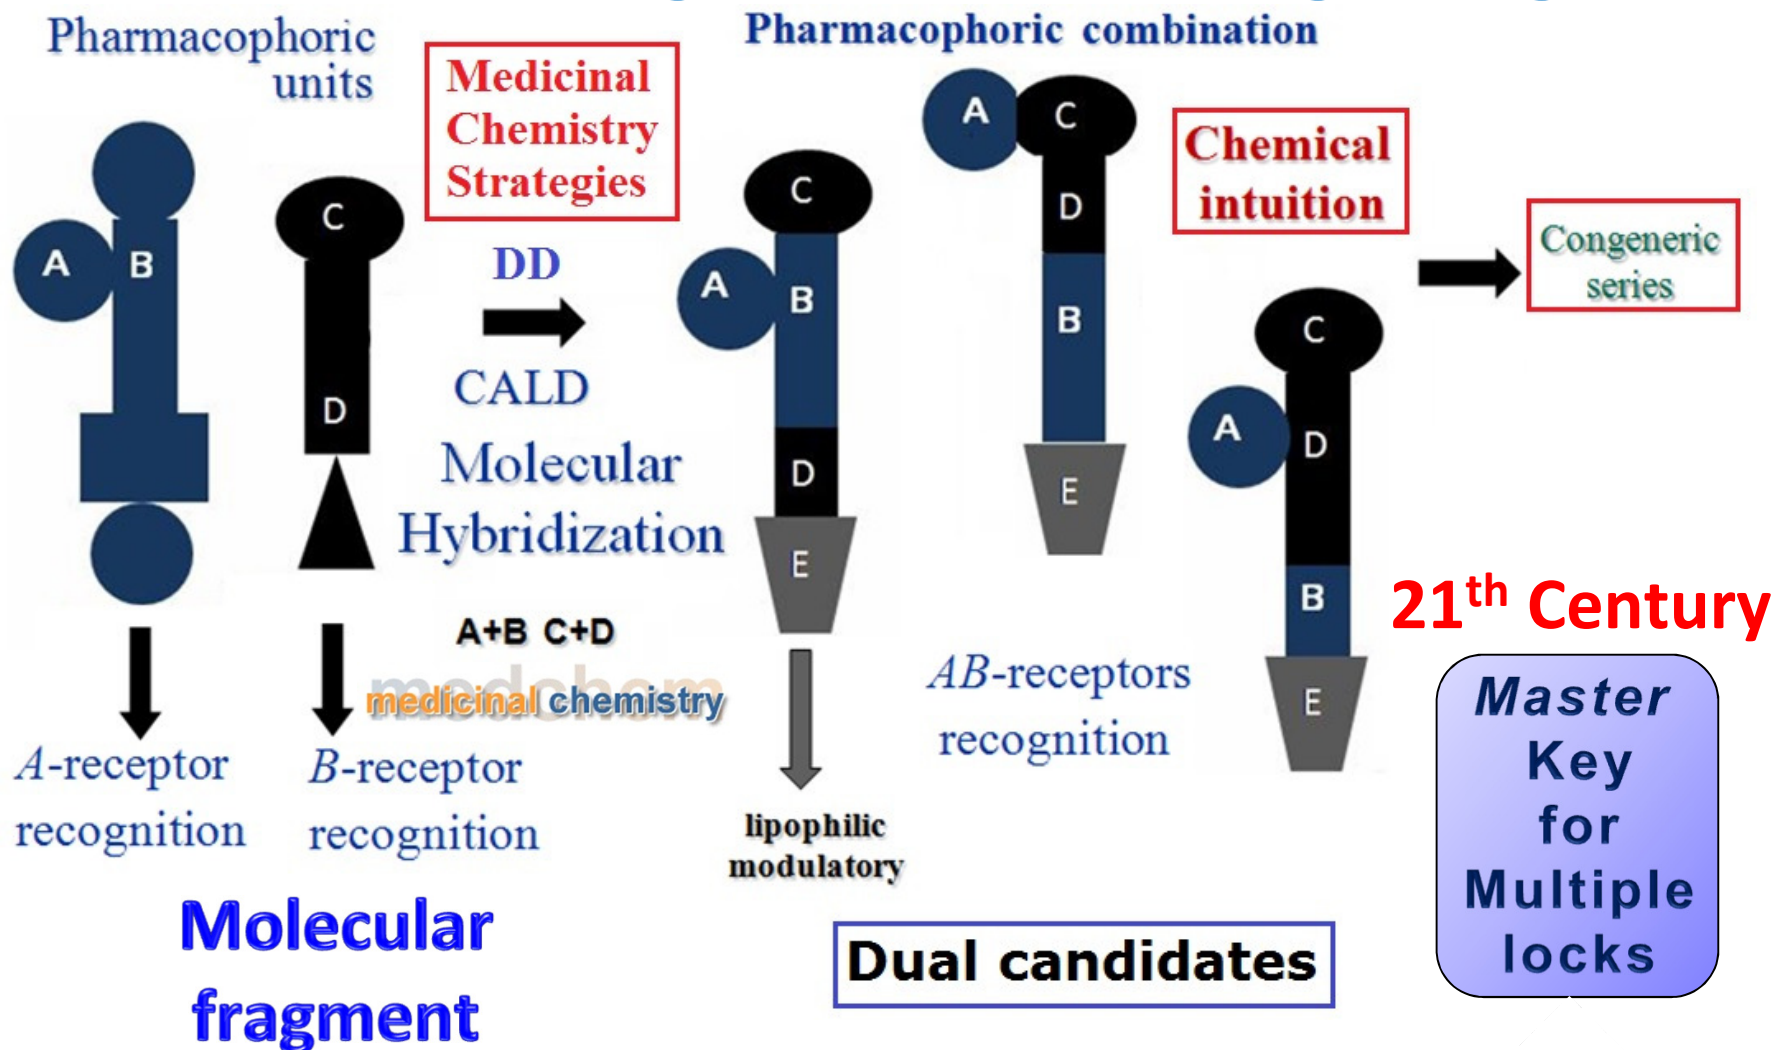 Pharmacophoric
units
A
B
C
D
Medicinal
Chemistry
Strategies
DD
CALD
Molecular
Hybridization
A+B C+D
medchem
medicinal chemistry
A-receptor
recognition
B-receptor
recognition
Molecular
fragment
Pharmacophoric combination
C
A
B
D
E
lipophilic
modulatory
A
C
D
B
E
AB-receptors
recognition
Chemical
intuition
C
A
D
B
E
Congeneric
series
Dual candidates
21th Century
Master
Key
for
Multiple
locks